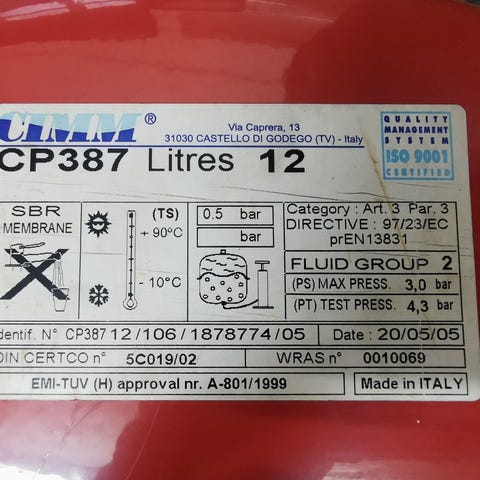 CIMM®
Via Caprera, 13
31030 CASTELLO DI GODEGO (TV) - Italy
QUALITY
MANAGEMENT
SYSTEM
ISO 9001
CERTIFIED
CP387 Litres 12
SBR
MEMBRANE
(TS)
+ 90°C
- 10°C
0.5 bar
bar
Category : Art. 3 Par. 3
DIRECTIVE : 97/23/EC
prEN13831
FLUID GROUP 2
(PS) MAX PRESS. 3,0 bar
(PT) TEST PRESS. 4,3 bar
dentif. N° CP387 12/106/1878774/05
Date : 20/05/05
DIN CERTCO n° 5C019/02
WRAS n° 0010069
EMI-TUV (H) approval nr. A-801/1999
Made in ITALY